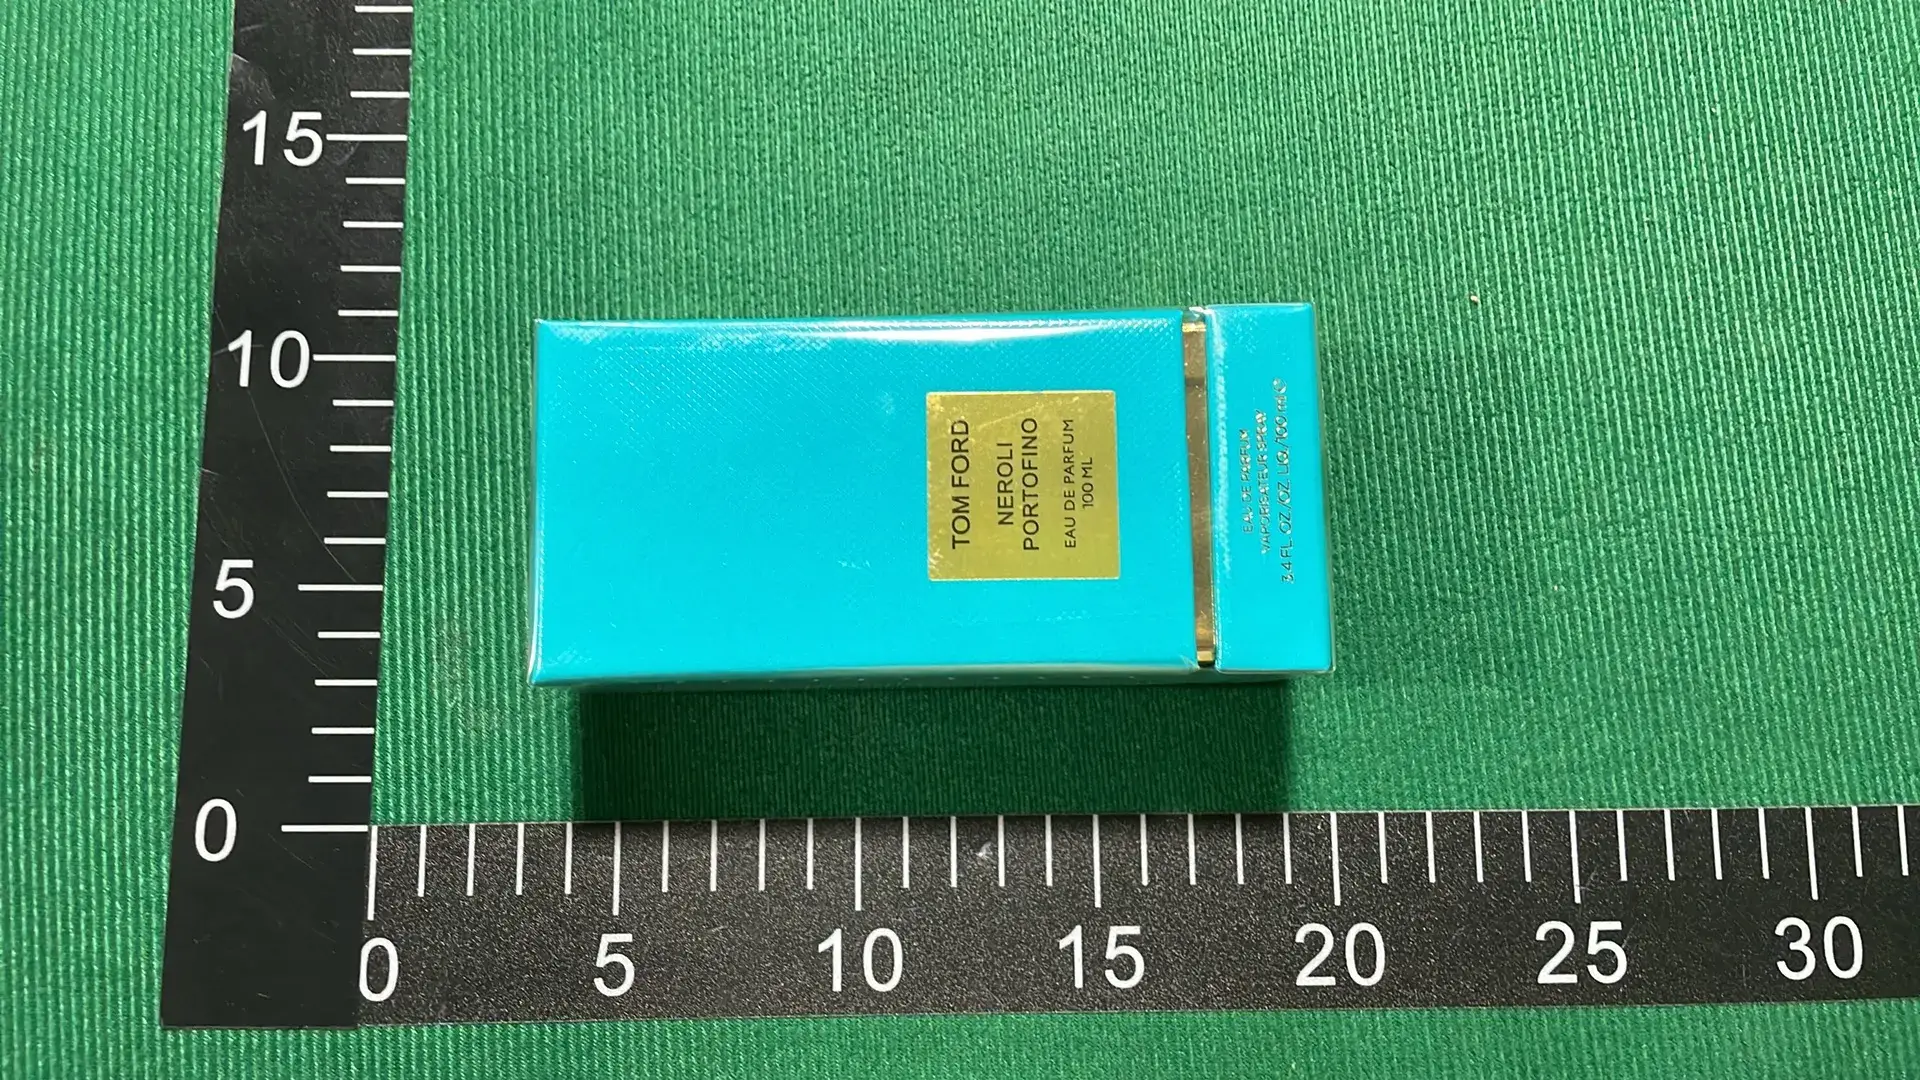 TOM FORD
NEROLI
PORTOFINO
EAU DE PARFUM
100 ML
EAU DE PARFUM
VAPORISATEUR SPRAY
3.4 FL.OZ./OZ.LIQ./100 ml ℮
15
10
5
0
0 5 10 15 20 25 30